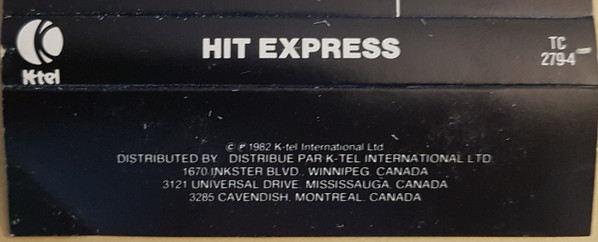 K-tel
HIT EXPRESS
TC
279-4
© ℗ 1982 K-tel International Ltd
DISTRIBUTED BY DISTRIBUE PAR K-TEL INTERNATIONAL LTD.
1670 INKSTER BLVD., WINNIPEG, CANADA
3121 UNIVERSAL DRIVE, MISSISSAUGA, CANADA
3285 CAVENDISH, MONTREAL, CANADA